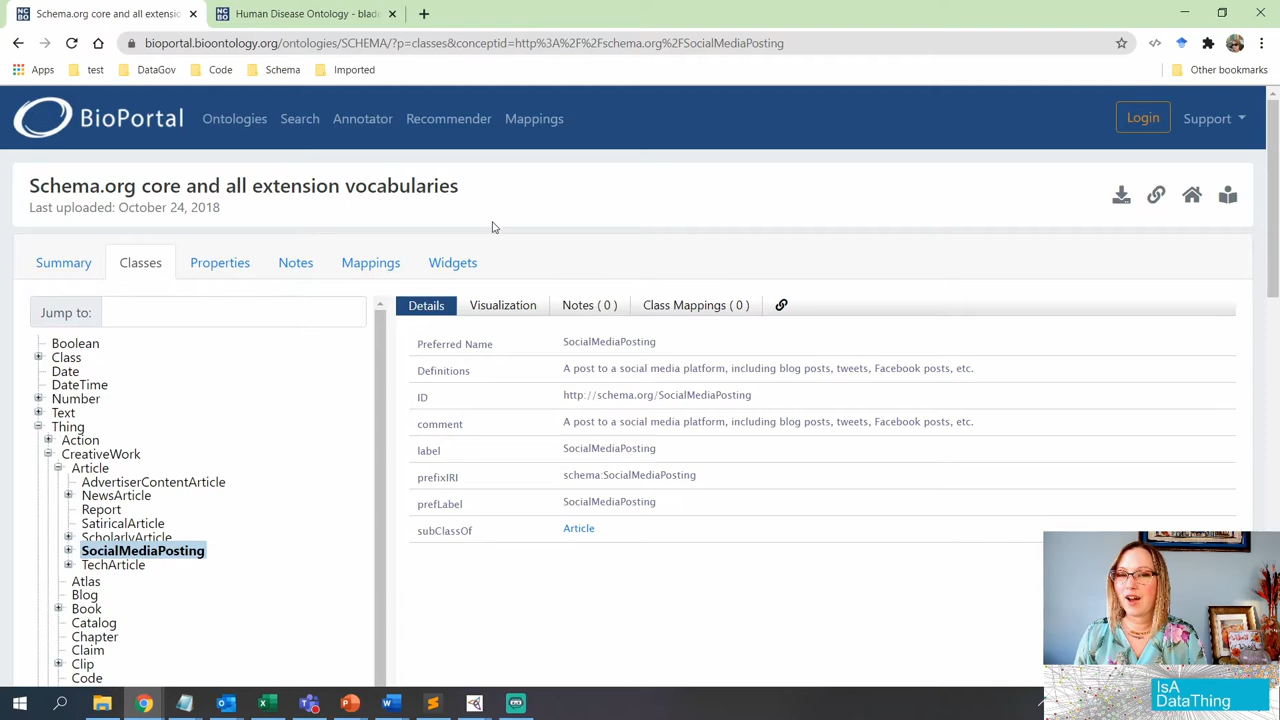 Schema.org core and all extensio
Human Disease Ontology - blad
bioportal.bioontology.org/ontologies/SCHEMA/?p=classes&conceptid=http%3A%2F%2Fschema.org%2FSocialMediaPosting
Apps test DataGov Code Schema Imported Other bookmarks
BioPortal Ontologies Search Annotator Recommender Mappings Login Support
Schema.org core and all extension vocabularies
Last uploaded: October 24, 2018
Summary Classes Properties Notes Mappings Widgets
Jump to:
Details Visualization Notes ( 0 ) Class Mappings ( 0 )
Boolean
Class
Date
DateTime
Number
Text
Thing
Action
CreativeWork
Article
AdvertiserContentArticle
NewsArticle
Report
SatiricalArticle
ScholarlyArticle
SocialMediaPosting
TechArticle
Atlas
Blog
Book
Catalog
Chapter
Claim
Clip
Code
Preferred Name SocialMediaPosting
Definitions A post to a social media platform, including blog posts, tweets, Facebook posts, etc.
ID http://schema.org/SocialMediaPosting
comment A post to a social media platform, including blog posts, tweets, Facebook posts, etc.
label SocialMediaPosting
prefixIRI schema:SocialMediaPosting
prefLabel SocialMediaPosting
subClassOf Article
IsA
DataThing